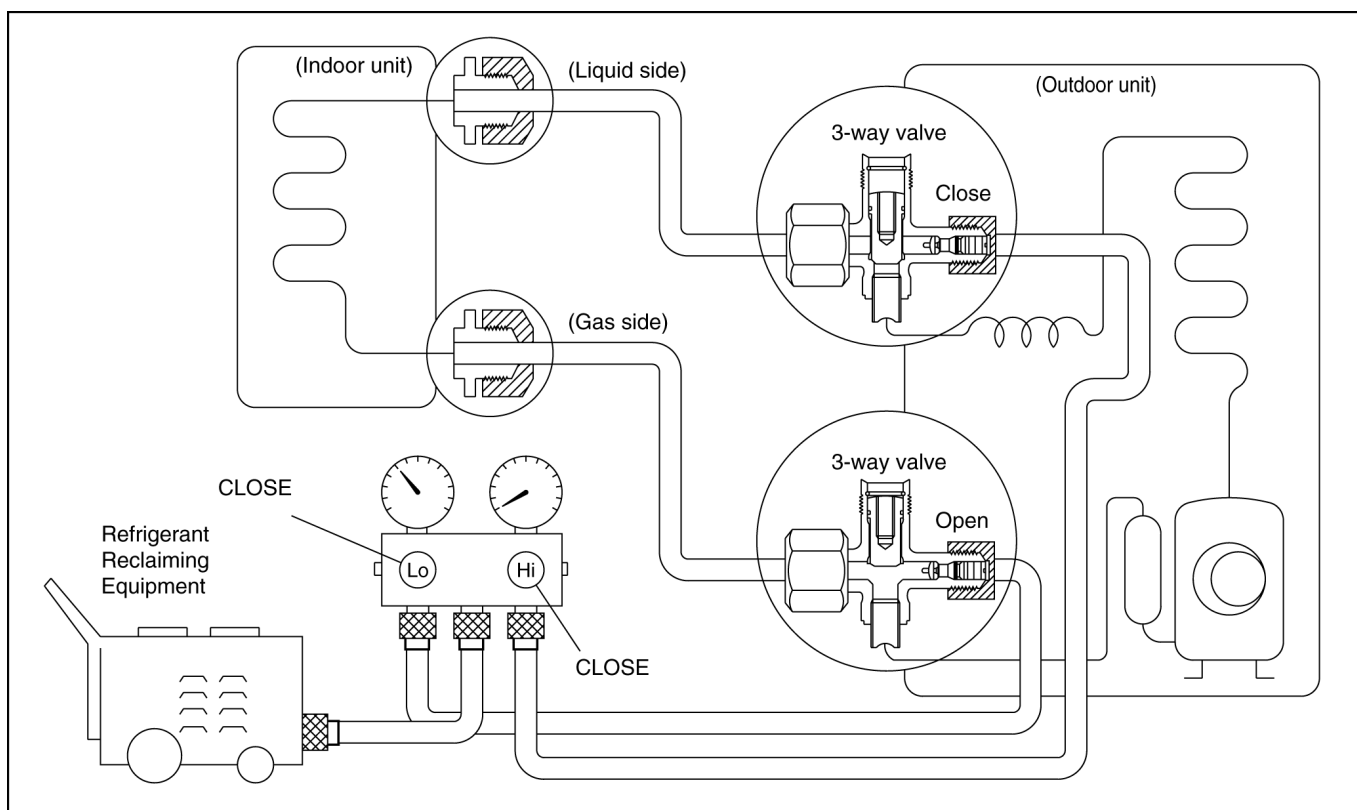 (Indoor unit)
(Liquid side)
(Outdoor unit)
3-way valve
Close
(Gas side)
3-way valve
Open
CLOSE
Refrigerant
Reclaiming
Equipment
Lo
Hi
CLOSE